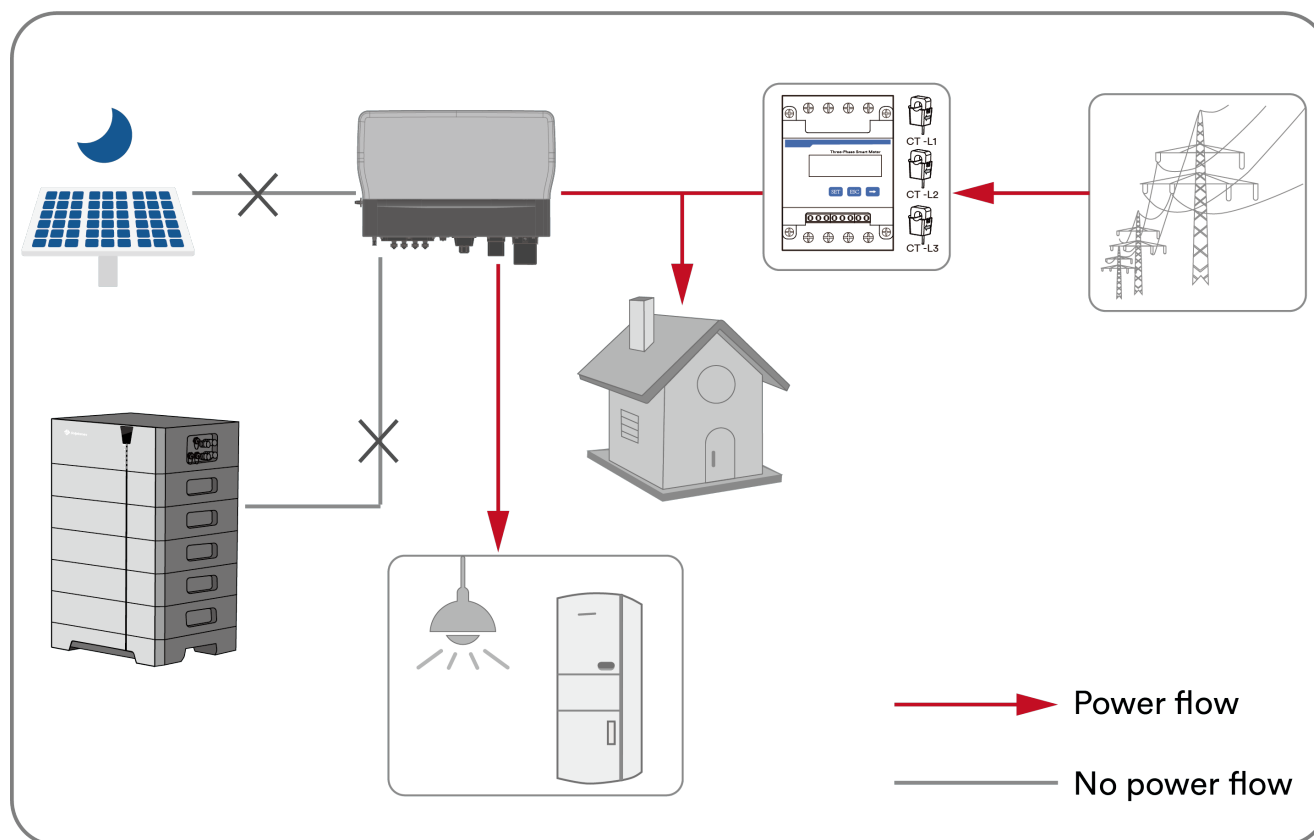 Three Phase Smart Meter
SET
ESC
CT -L1
CT -L2
CT -L3
Power flow
No power flow